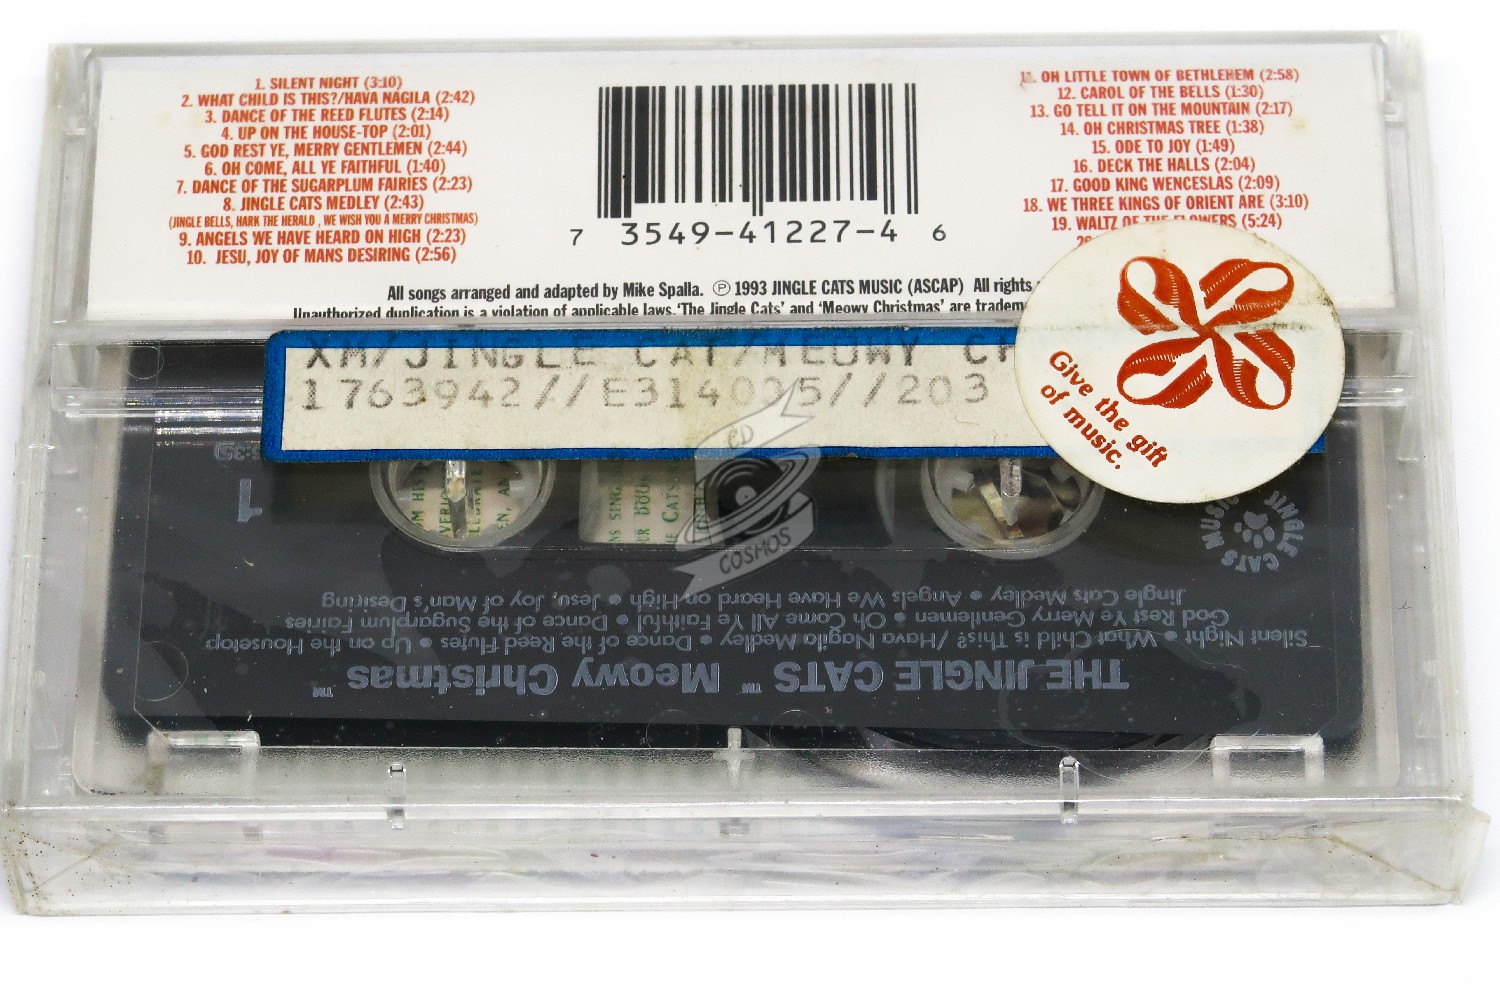 1. SILENT NIGHT (3:10)
2. WHAT CHILD IS THIS?/HAVA NAGILA (2:42)
3. DANCE OF THE REED FLUTES (2:14)
4. UP ON THE HOUSE-TOP (2:01)
5. GOD REST YE, MERRY GENTLEMEN (2:44)
6. OH COME, ALL YE FAITHFUL (1:40)
7. DANCE OF THE SUGARPLUM FAIRIES (2:23)
8. JINGLE CATS MEDLEY (2:43)
(JINGLE BELLS, HARK THE HERALD , WE WISH YOU A MERRY CHRISTMAS)
9. ANGELS WE HAVE HEARD ON HIGH (2:23)
10. JESU, JOY OF MANS DESIRING (2:56)
7 3549-41227-4 6
OH LITTLE TOWN OF BETHLEHEM (2:58)
12. CAROL OF THE BELLS (1:30)
13. GO TELL IT ON THE MOUNTAIN (2:17)
14. OH CHRISTMAS TREE (1:38)
15. ODE TO JOY (1:49)
16. DECK THE HALLS (2:04)
17. GOOD KING WENCESLAS (2:09)
18. WE THREE KINGS OF ORIENT ARE (3:10)
19. WALTZ OF THE FLOWERS (5:24)
All songs arranged and adapted by Mike Spalla. ℗ 1993 JINGLE CATS MUSIC (ASCAP) All rights
Unauthorized duplication is a violation of applicable laws. 'The Jingle Cats' and 'Meowy Christmas' are
XM/JINGLE CAT/MEOWY
1763942//E314035//203
Give the gift
of music.
CD
COSMOS
1
JINGLE CATS MUSIC
THE JINGLE CATS™ Meowy Christmas™
Silent Night • What Child is This? /Hava Nagila Medley • Dance of the Reed Flutes • Up on the Housetop
God Rest Ye Merry Gentlemen • Oh Come All Ye Faithful • Dance of the Sugarplum Fairies
Jingle Cats Medley • Angels We Have Heard on High • Jesu, Joy of Man's Desiring